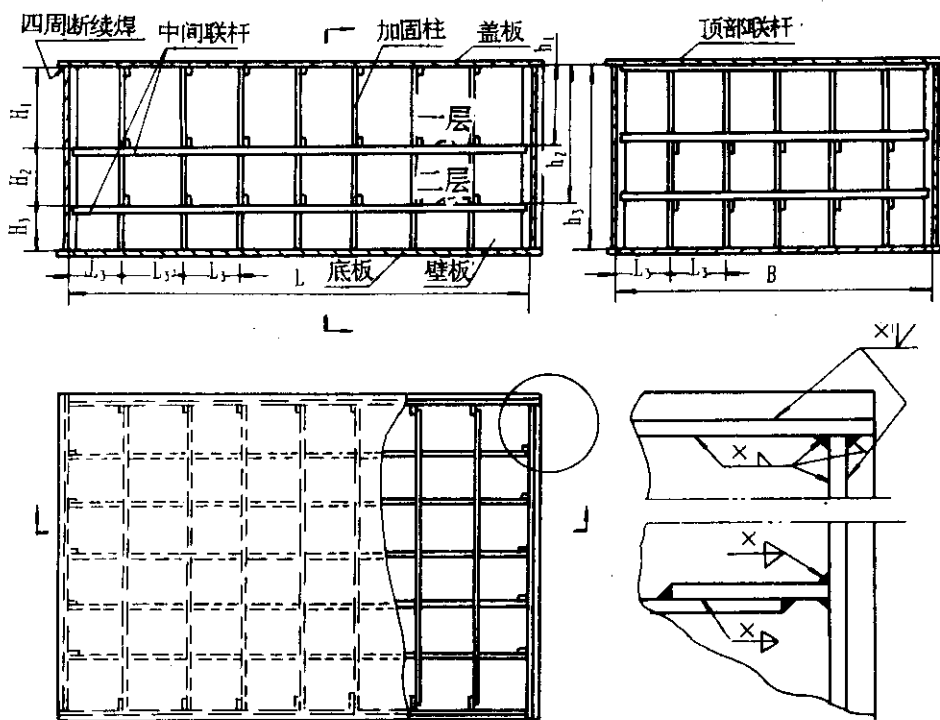 四周断续焊 中间联杆 加固柱 盖板 h₁ 顶部联杆
H₁ 一层
H₂ 二层 h₂
H₃ h₃
L₃ L₃ L₃ L 底板 壁板 L₃ L₃ B
X
X
X
X